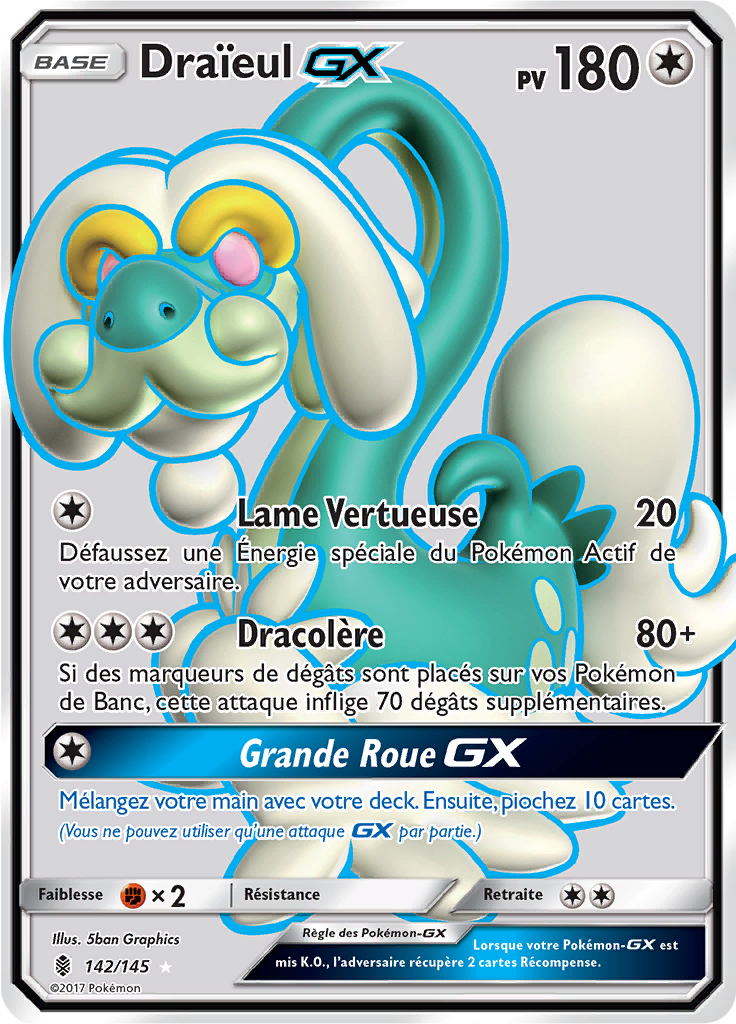 BASE Draïeul GX PV 180
Lame Vertueuse 20
Défaussez une Énergie spéciale du Pokémon Actif de
votre adversaire.
Dracolère 80+
Si des marqueurs de dégâts sont placés sur vos Pokémon
de Banc, cette attaque inflige 70 dégâts supplémentaires.
Grande Roue GX
Mélangez votre main avec votre deck. Ensuite, piochez 10 cartes.
(Vous ne pouvez utiliser qu'une attaque GX par partie.)
Faiblesse × 2 Résistance Retraite
Illus. 5ban Graphics
142/145
©2017 Pokémon
Règle des Pokémon-GX
Lorsque votre Pokémon-GX est
mis K.O., l'adversaire récupère 2 cartes Récompense.